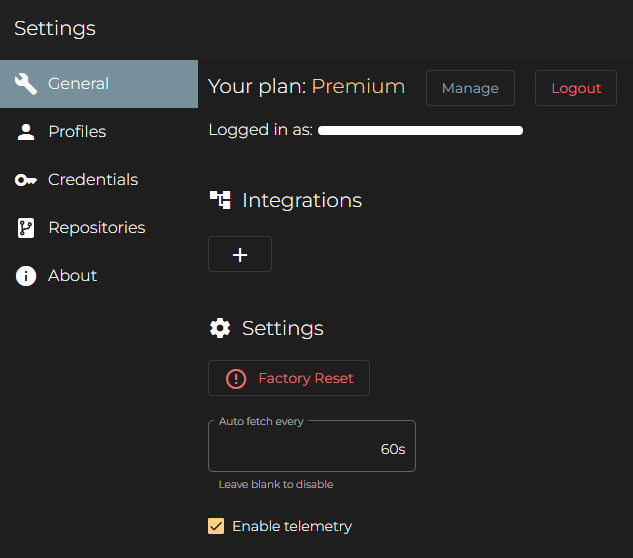 Settings
General
Profiles
Credentials
Repositories
About
Your plan: Premium
Manage
Logout
Logged in as:
Integrations
+
Settings
Factory Reset
Auto fetch every
60s
Leave blank to disable
Enable telemetry